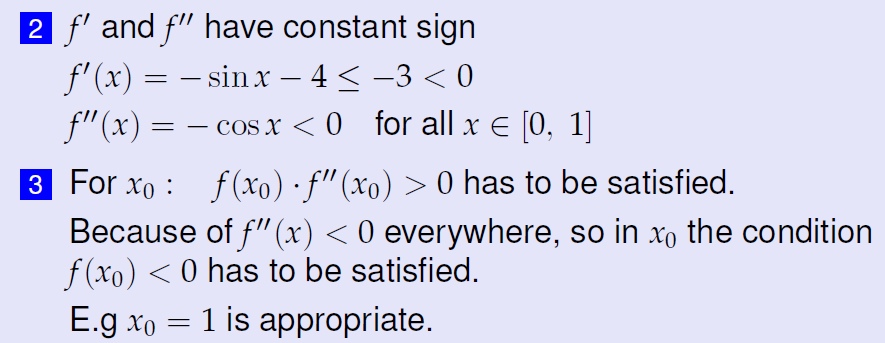 2 f′ and f″ have constant sign
f′(x) = − sin x − 4 ≤ −3 < 0
f″(x) = − cos x < 0 for all x ∈ [0, 1]
3 For x₀ : f(x₀) · f″(x₀) > 0 has to be satisfied.
Because of f″(x) < 0 everywhere, so in x₀ the condition
f(x₀) < 0 has to be satisfied.
E.g x₀ = 1 is appropriate.